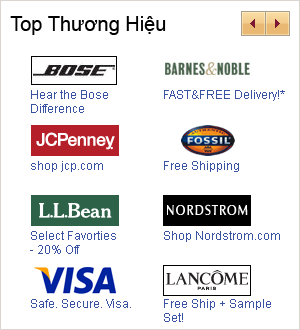 Top Thương Hiệu
BOSE
BARNES&NOBLE
Hear the Bose
Difference
FAST&FREE Delivery!*
JCPenney
FOSSIL
shop jcp.com
Free Shipping
L.L.Bean
NORDSTROM
Select Favorties
- 20% Off
Shop Nordstrom.com
VISA
LANCÔME
PARIS
Safe. Secure. Visa.
Free Ship + Sample
Set!